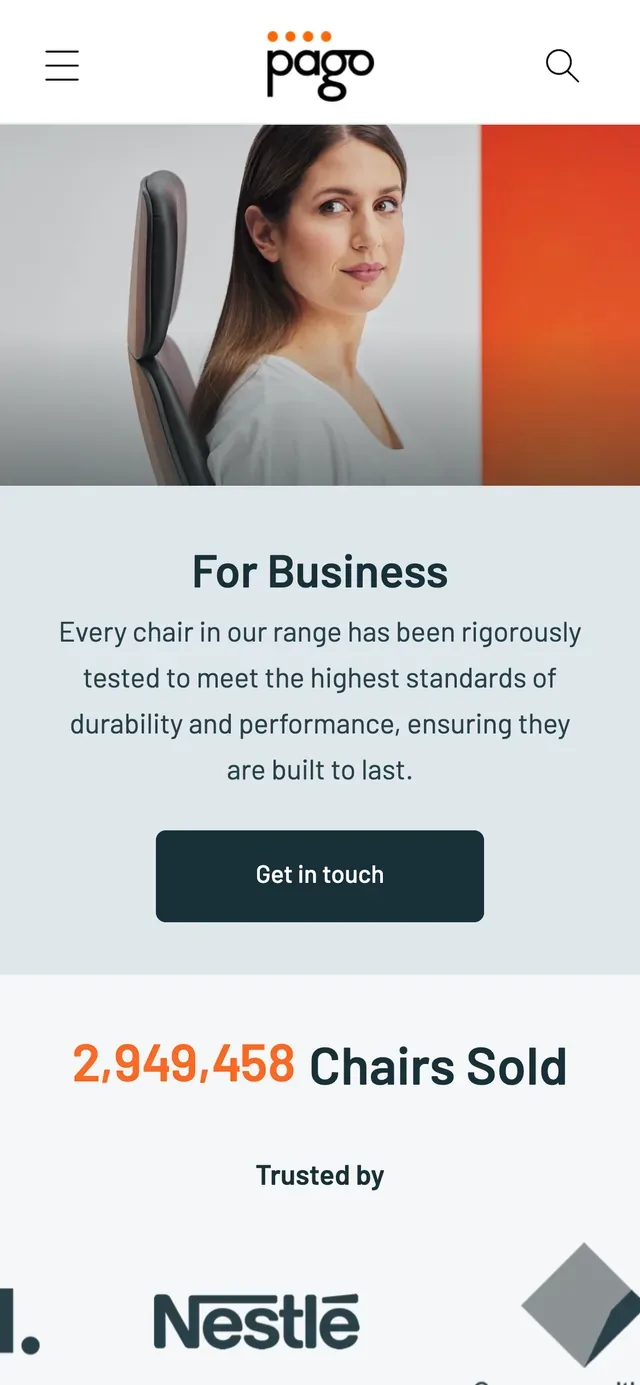 pago
For Business
Every chair in our range has been rigorously
tested to meet the highest standards of
durability and performance, ensuring they
are built to last.
Get in touch
2,949,458 Chairs Sold
Trusted by
Nestlé